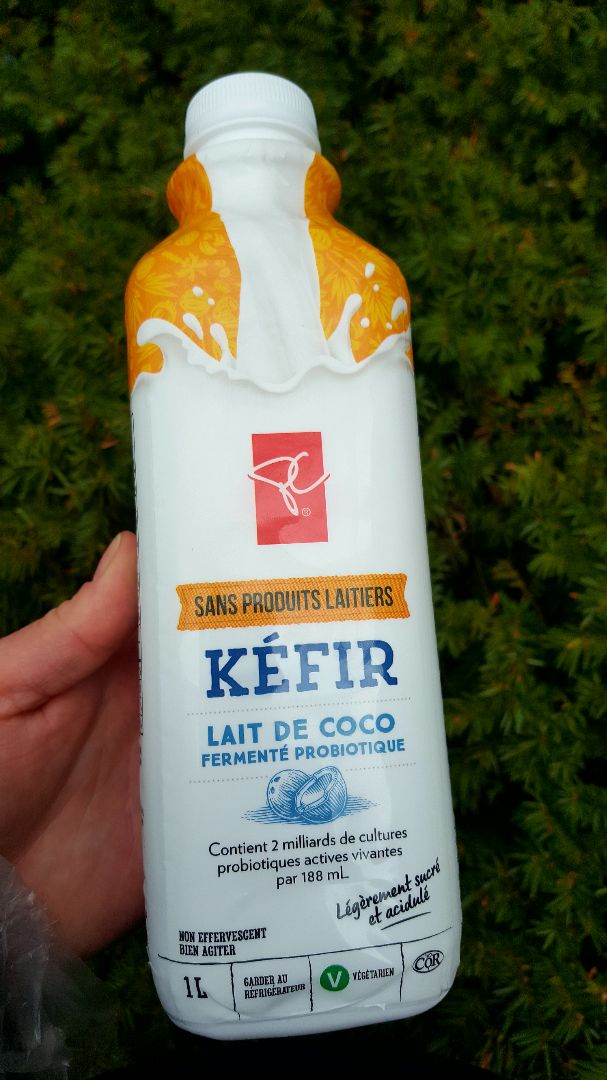 PC
®
SANS PRODUITS LAITIERS
KÉFIR
LAIT DE COCO
FERMENTÉ PROBIOTIQUE
Contient 2 milliards de cultures
probiotiques actives vivantes
par 188 mL
Légèrement sucré
et acidulé
NON EFFERVESCENT
BIEN AGITER
1L
GARDER AU
RÉFRIGÉRATEUR
V
VÉGÉTARIEN
COR